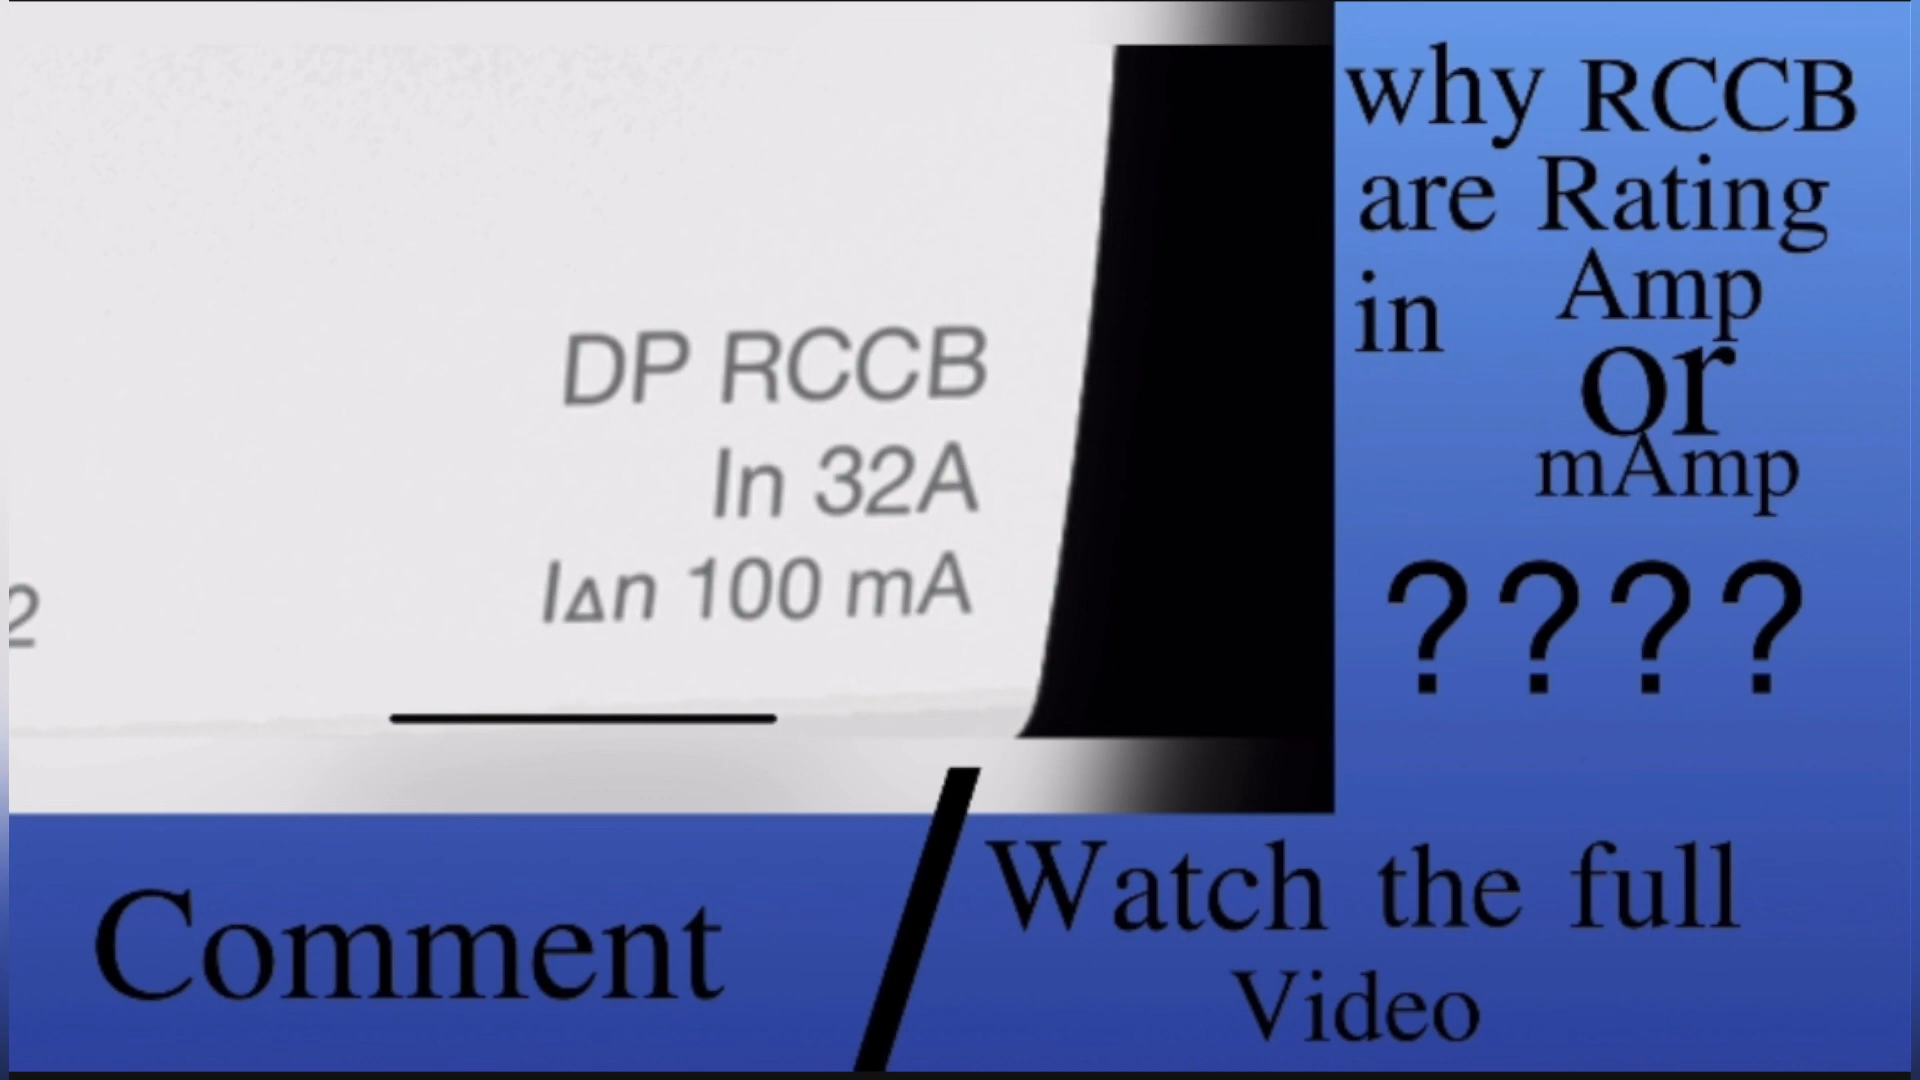 why RCCB
are Rating
in Amp
or
mAmp
????
DP RCCB
In 32A
I∆n 100 mA
2
Comment
Watch the full
Video